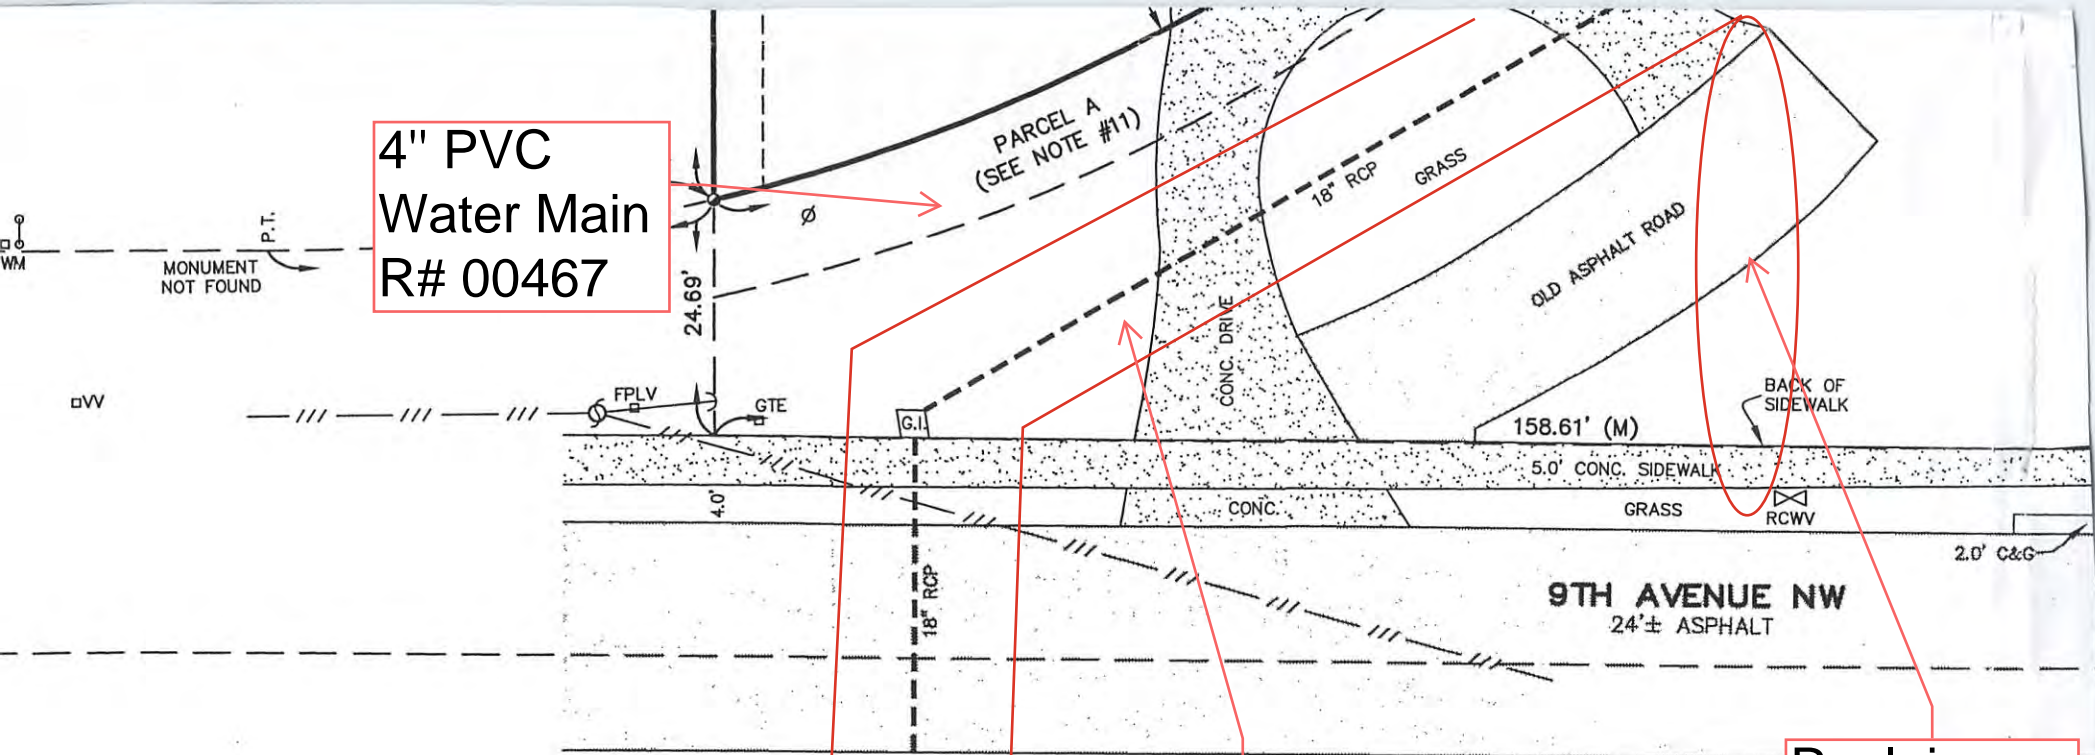 4" PVC
Water Main
R# 00467
PARCEL A
(SEE NOTE #11)
18" RCP
GRASS
OLD ASPHALT ROAD
P.T.
WM
MONUMENT
NOT FOUND
24.69'
CONC. DRIVE
VV
FPLV
GTE
G.I.
BACK OF
SIDEWALK
158.61' (M)
5.0' CONC. SIDEWALK
4.0'
CONC.
GRASS
RCWV
2.0' C&G
18" RCP
9TH AVENUE NW
24'± ASPHALT